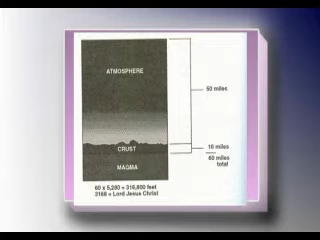 ATMOSPHERE
50 miles
CRUST
10 miles
60 miles
total
MAGMA
60 x 5,280 = 316,800 feet
3168 = Lord Jesus Christ